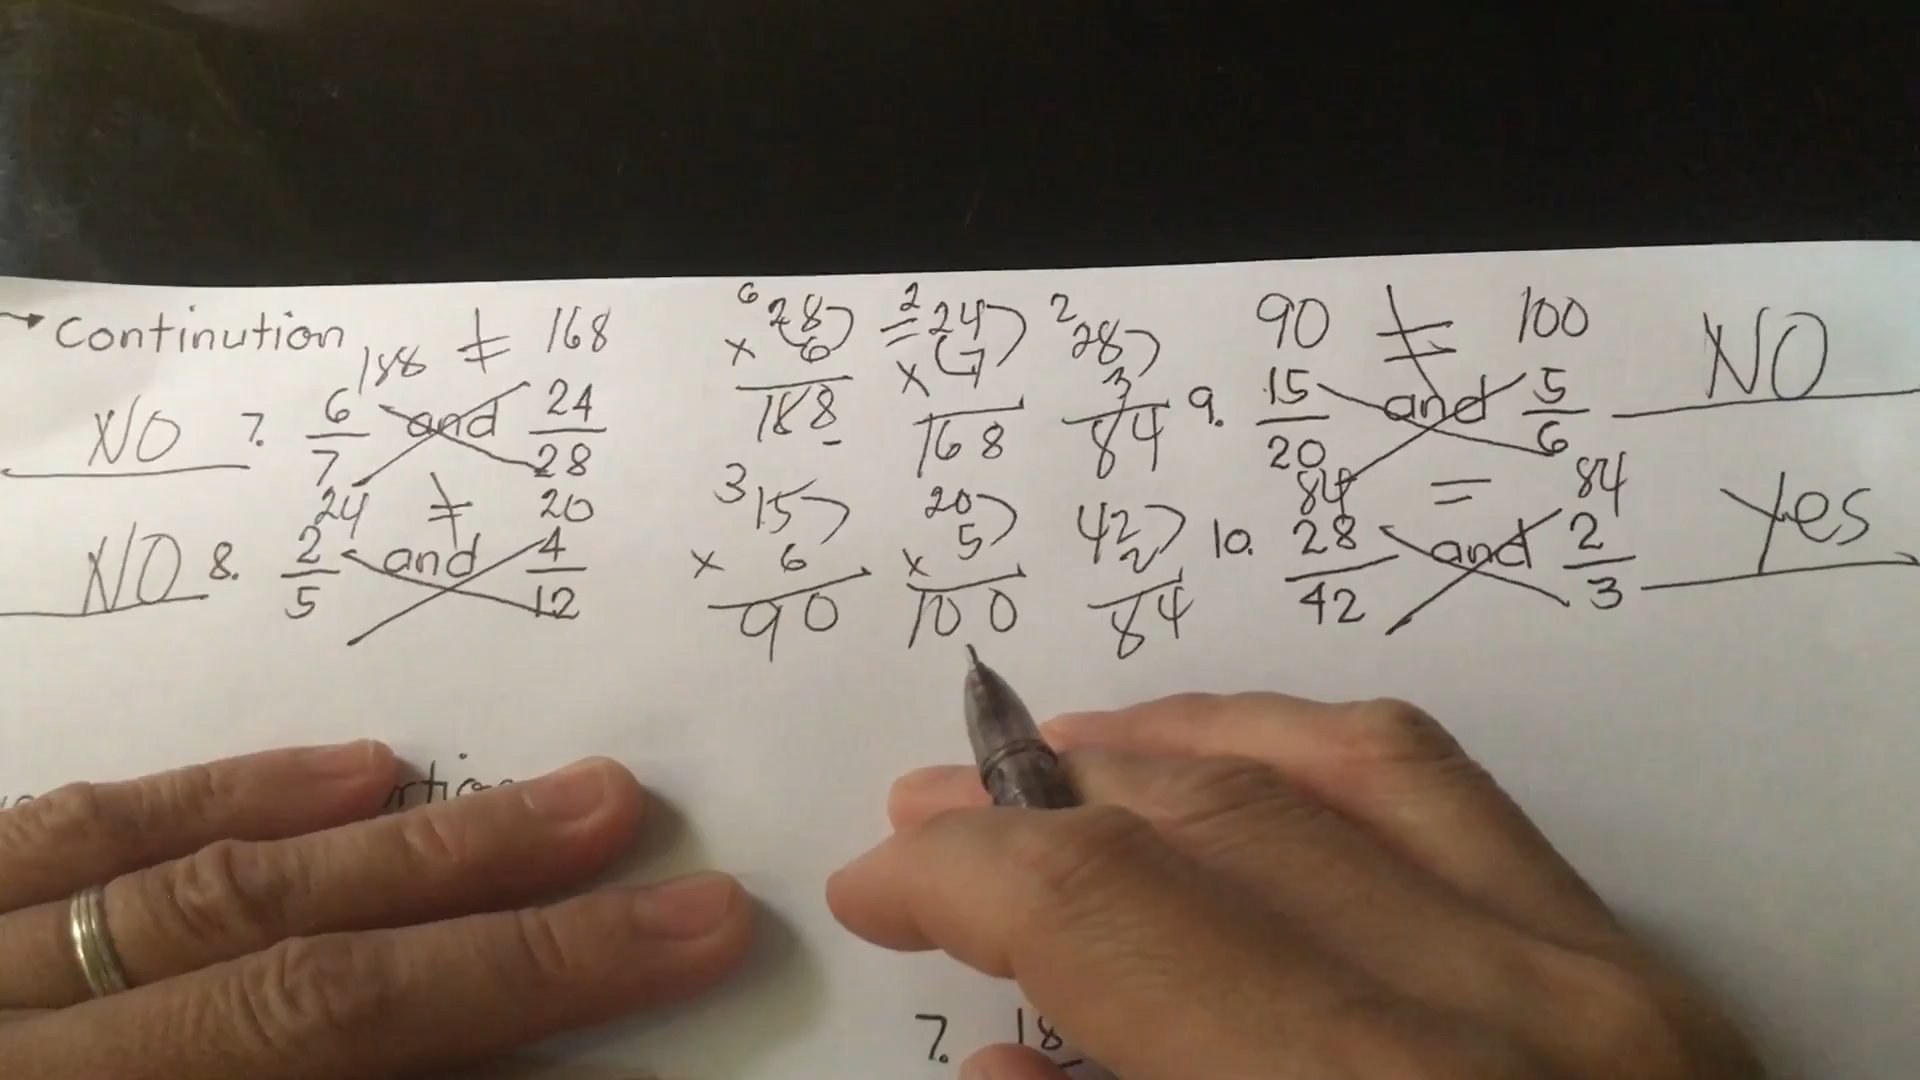 → Continution
188 ≠ 168
NO 7. 6/7 and 24/28
24 ≠ 20
NO 8. 2/5 and 4/12
6 28 × 6 188
2 = 24 × 7 168
2 28 3 84
3 15 × 6 90
20 × 5 100
42 2 84
90 ≠ 100
9. 15/20 and 5/6 NO
84 = 84
10. 28/42 and 2/3 Yes
7. 18